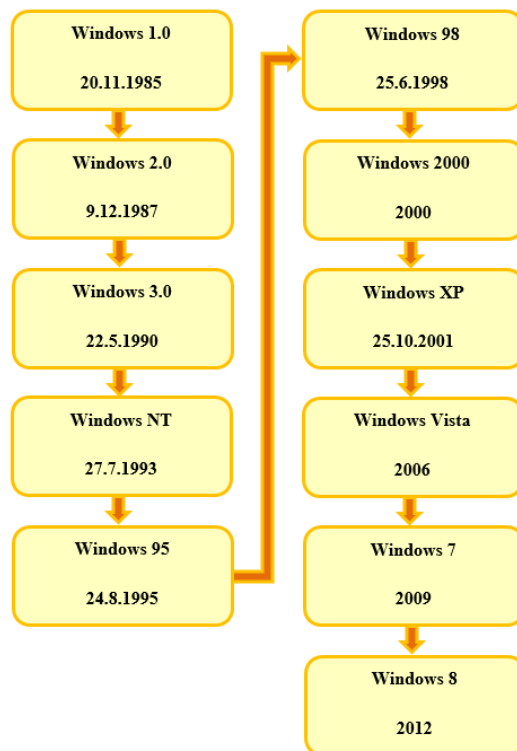 Windows 1.0
20.11.1985
Windows 2.0
9.12.1987
Windows 3.0
22.5.1990
Windows NT
27.7.1993
Windows 95
24.8.1995
Windows 98
25.6.1998
Windows 2000
2000
Windows XP
25.10.2001
Windows Vista
2006
Windows 7
2009
Windows 8
2012